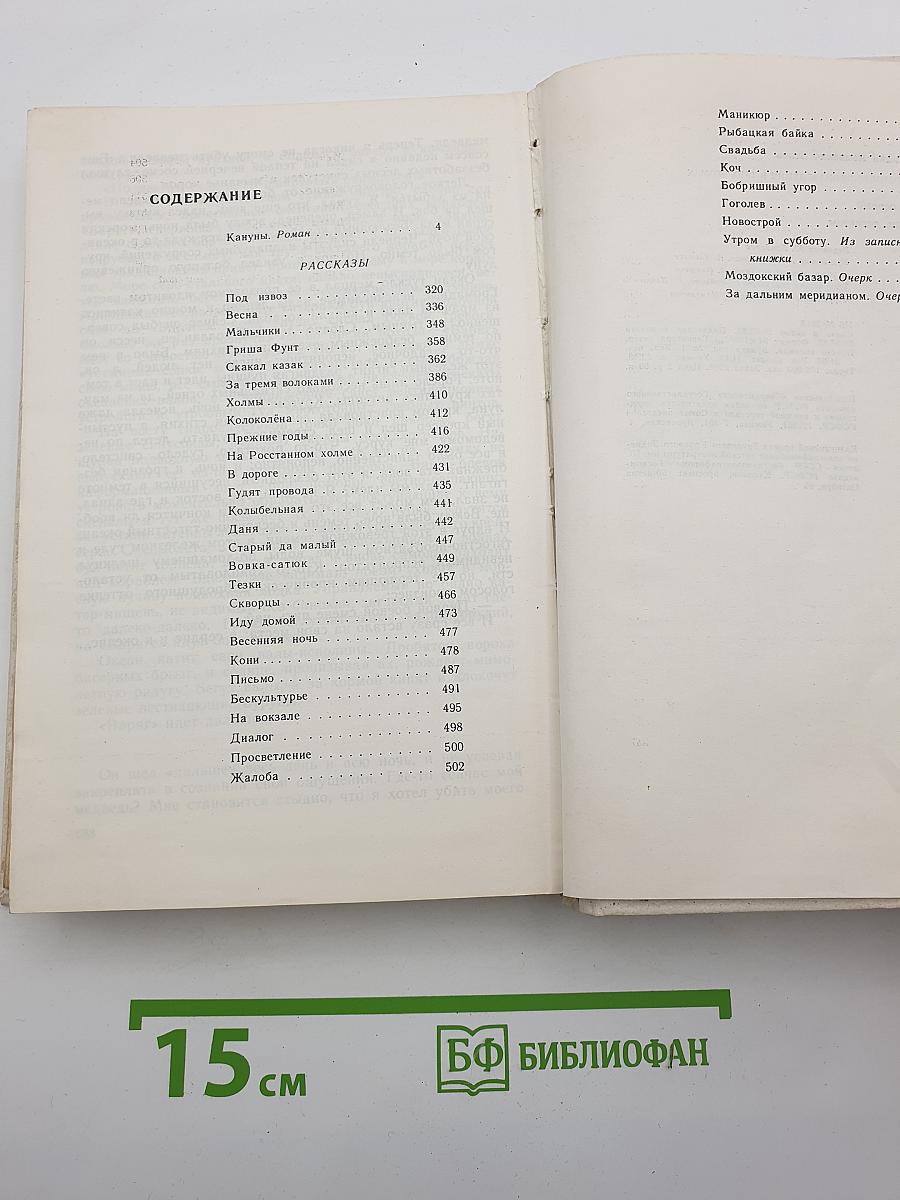 СОДЕРЖАНИЕ
Кануны. Роман . . . . . . . . . . . 4
РАССКАЗЫ
Под извоз . . . . . . . . . . . . 320
Весна . . . . . . . . . . . . . . 336
Мальчики . . . . . . . . . . . . 348
Гриша Фунт . . . . . . . . . . . 358
Скакал казак . . . . . . . . . . . 362
За тремя волоками . . . . . . . . 386
Холмы . . . . . . . . . . . . . . 410
Колоколёна . . . . . . . . . . . . 412
Прежние годы . . . . . . . . . . . 416
На Росстанном холме . . . . . . . 422
В дороге . . . . . . . . . . . . . 431
Гудят провода . . . . . . . . . . 435
Колыбельная . . . . . . . . . . . 441
Даня . . . . . . . . . . . . . . . 442
Старый да малый . . . . . . . . . 447
Вовка-сатюк . . . . . . . . . . . 449
Тезки . . . . . . . . . . . . . . 457
Скворцы . . . . . . . . . . . . . 466
Иду домой . . . . . . . . . . . . 473
Весенняя ночь . . . . . . . . . . 477
Кони . . . . . . . . . . . . . . . 478
Письмо . . . . . . . . . . . . . . 487
Бескультурье . . . . . . . . . . . 491
На вокзале . . . . . . . . . . . . 495
Диалог . . . . . . . . . . . . . . 498
Просветление . . . . . . . . . . . 500
Жалоба . . . . . . . . . . . . . . 502
Маникюр . . . . . . . . . . . .
Рыбацкая байка . . . . . . . .
Свадьба . . . . . . . . . . . .
Коч . . . . . . . . . . . . . .
Бобришный угор . . . . . . . .
Гоголев . . . . . . . . . . . .
Новострой . . . . . . . . . . .
Утром в субботу. Из записн
книжки . . . . . . . . . .
Моздокский базар. Очерк . . .
За дальним меридианом. Очер
15 см
БФ БИБЛИОФАН